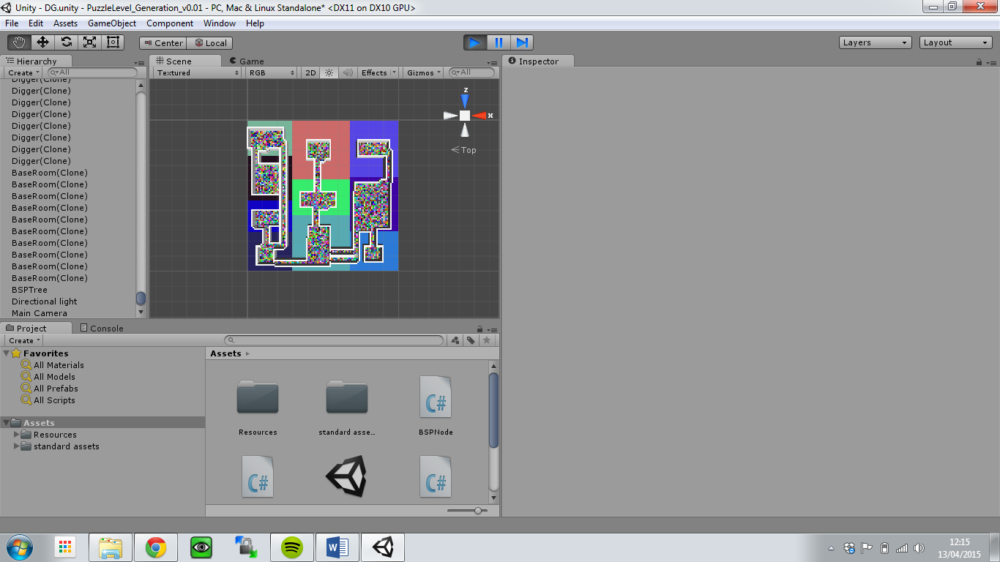 Unity - DG.unity - PuzzleLevel_Generation_v0.01 - PC, Mac & Linux Standalone* <DX11 on DX10 GPU>
File Edit Assets GameObject Component Window Help
Center Local Layers Layout
Hierarchy
Create All
Digger(Clone)
Digger(Clone)
Digger(Clone)
Digger(Clone)
Digger(Clone)
Digger(Clone)
Digger(Clone)
Digger(Clone)
BaseRoom(Clone)
BaseRoom(Clone)
BaseRoom(Clone)
BaseRoom(Clone)
BaseRoom(Clone)
BaseRoom(Clone)
BaseRoom(Clone)
BaseRoom(Clone)
BaseRoom(Clone)
BaseRoom(Clone)
BSPTree
Directional light
Main Camera
Scene Game
Textured RGB 2D Effects Gizmos All
z
x
Top
Inspector
Project Console
Create
Favorites
All Materials
All Models
All Prefabs
All Scripts
Assets
Resources
standard assets
Assets
Resources standard asse... BSPNode
C#
C# C#
W
12:15
13/04/2015